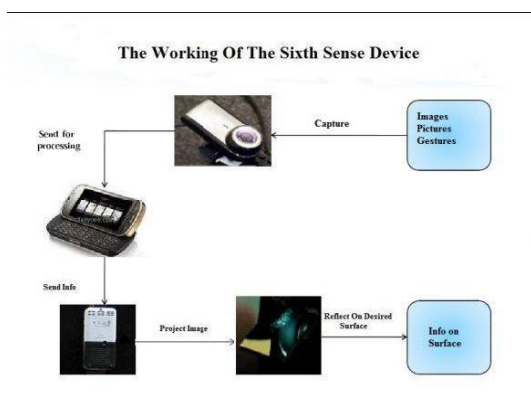 The Working Of The Sixth Sense Device
Images
Pictures
Gestures
Capture
Send for
processing
Send Info
Project Image
Reflect On Desired
Surface
Info on
Surface